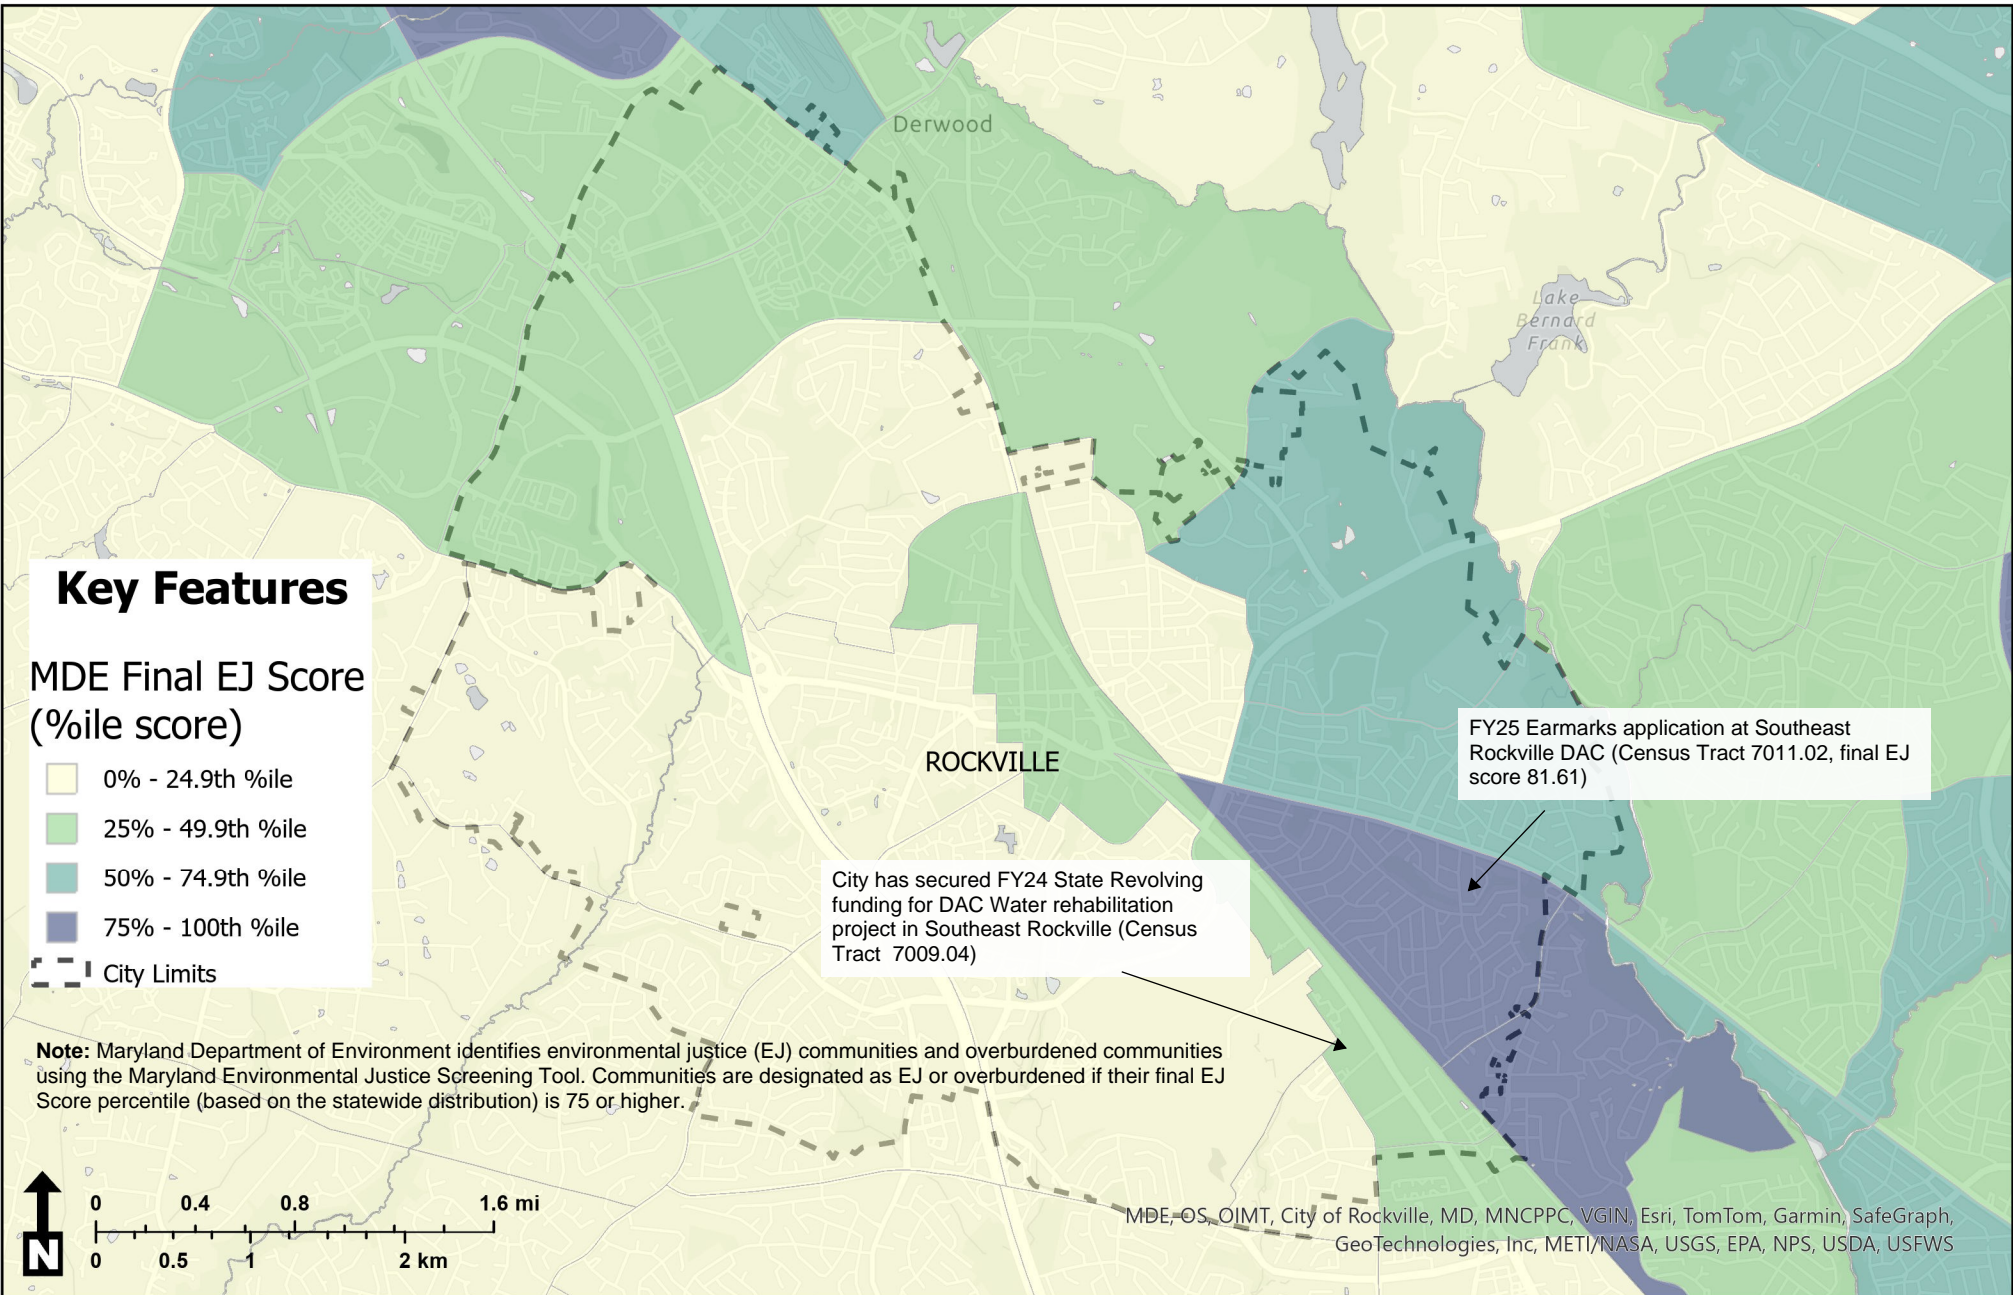 Derwood
Lake
Bernard
Frank
Key Features
MDE Final EJ Score
(%ile score)
0% - 24.9th %ile
25% - 49.9th %ile
50% - 74.9th %ile
75% - 100th %ile
City Limits
ROCKVILLE
FY25 Earmarks application at Southeast
Rockville DAC (Census Tract 7011.02, final EJ
score 81.61)
City has secured FY24 State Revolving
funding for DAC Water rehabilitation
project in Southeast Rockville (Census
Tract  7009.04)
Note: Maryland Department of Environment identifies environmental justice (EJ) communities and overburdened communities
using the Maryland Environmental Justice Screening Tool. Communities are designated as EJ or overburdened if their final EJ
Score percentile (based on the statewide distribution) is 75 or higher.
N
0 0.4 0.8 1.6 mi
0 0.5 1 2 km
MDE, OS, OIMT, City of Rockville, MD, MNCPPC, VGIN, Esri, TomTom, Garmin, SafeGraph,
GeoTechnologies, Inc, METI/NASA, USGS, EPA, NPS, USDA, USFWS